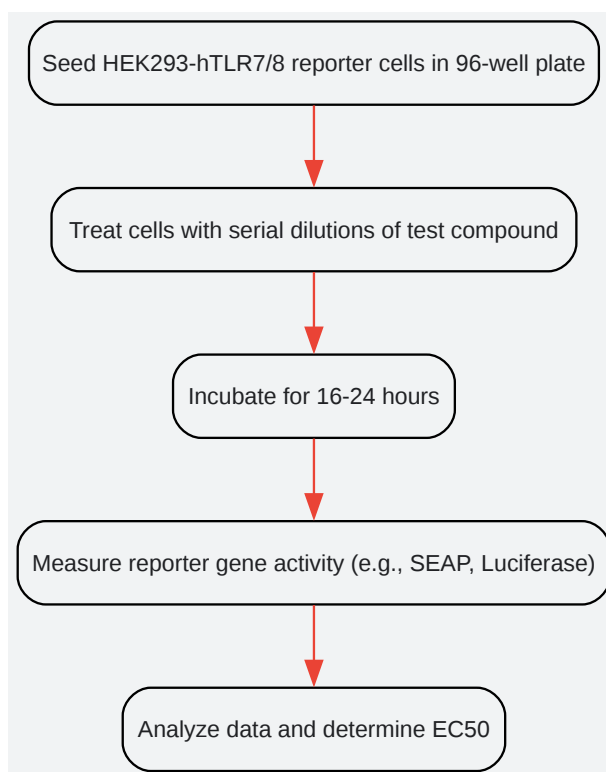 Seed HEK293-hTLR7/8 reporter cells in 96-well plate
Treat cells with serial dilutions of test compound
Incubate for 16-24 hours
Measure reporter gene activity (e.g., SEAP, Luciferase)
Analyze data and determine EC50